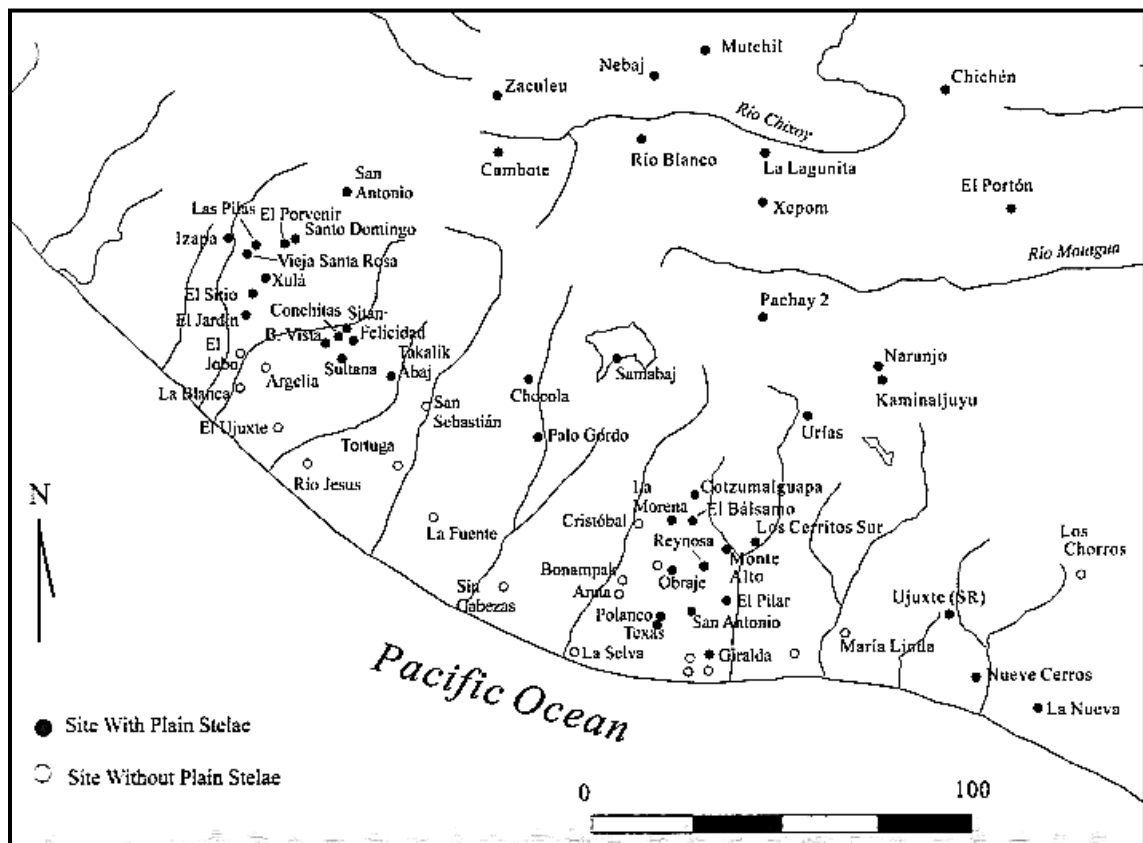 Mutchil
Nebaj
Zaculeu
Chichén
Río Chixoy
Cambote
Río Blanco
La Lagunita
San
Antonio
El Portón
Xepom
Las Pilas
El Porvenir
Santo Domingo
Izapa
Vieja Santa Rosa
Río Motagua
Xulá
El Sitio
Conchitas
Sitán-
Felicidad
El Jardín
B. Vista
Pachay 2
El
Jobo
Sultana
Takalik
Abaj
Argelia
Samabaj
Naranjo
Kaminaljuyu
La Blanca
Chocola
San
Sebastián
Urías
El Ujuxte
Palo Gordo
Tortuga
Río Jesus
La
Morena
Cotzumalguapa
El Bálsamo
N
La Fuente
Cristóbal
Los Cerritos Sur
Reynosa
Monte
Alto
Los
Chorros
Bonampak
Obraje
Sin
Cabezas
Anna
El Pilar
Ujuxte (SR)
Polanco
Texas
San Antonio
María Linda
La Selva
Giralda
Nueve Cerros
Pacific Ocean
La Nueva
Site With Plain Stelae
Site Without Plain Stelae
0
100